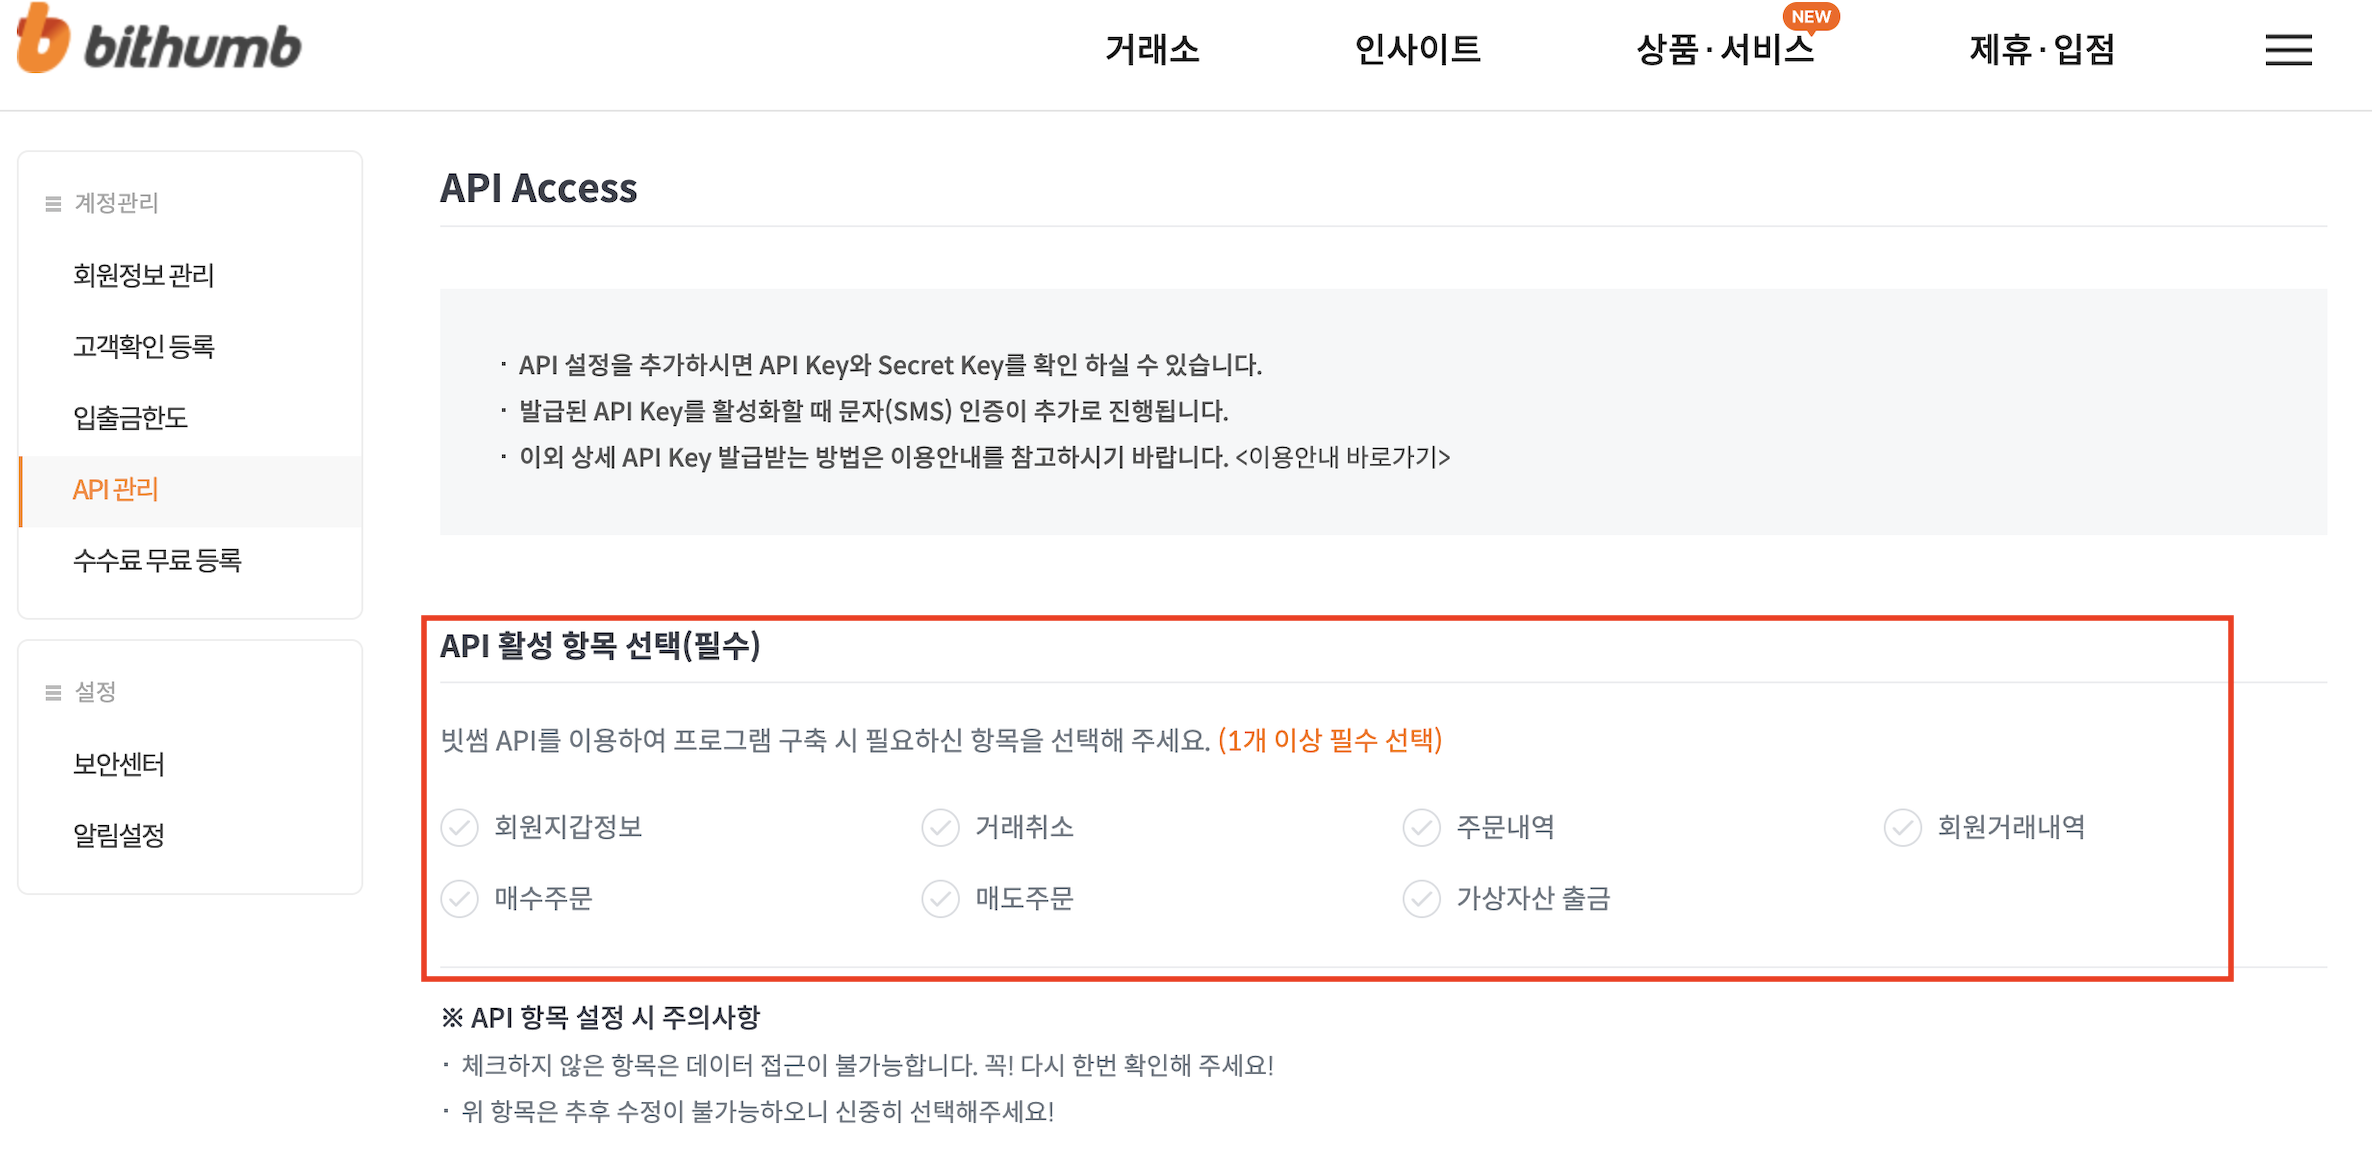 bithumb
거래소
인사이트
상품·서비스
NEW
제휴·입점
계정관리
회원정보 관리
고객확인 등록
입출금한도
API 관리
수수료 무료 등록
설정
보안센터
알림설정
API Access
· API 설정을 추가하시면 API Key와 Secret Key를 확인 하실 수 있습니다.
· 발급된 API Key를 활성화할 때 문자(SMS) 인증이 추가로 진행됩니다.
· 이외 상세 API Key 발급받는 방법은 이용안내를 참고하시기 바랍니다. <이용안내 바로가기>
API 활성 항목 선택(필수)
빗썸 API를 이용하여 프로그램 구축 시 필요하신 항목을 선택해 주세요. (1개 이상 필수 선택)
회원지갑정보
거래취소
주문내역
회원거래내역
매수주문
매도주문
가상자산 출금
※ API 항목 설정 시 주의사항
· 체크하지 않은 항목은 데이터 접근이 불가능합니다. 꼭! 다시 한번 확인해 주세요!
· 위 항목은 추후 수정이 불가능하오니 신중히 선택해주세요!